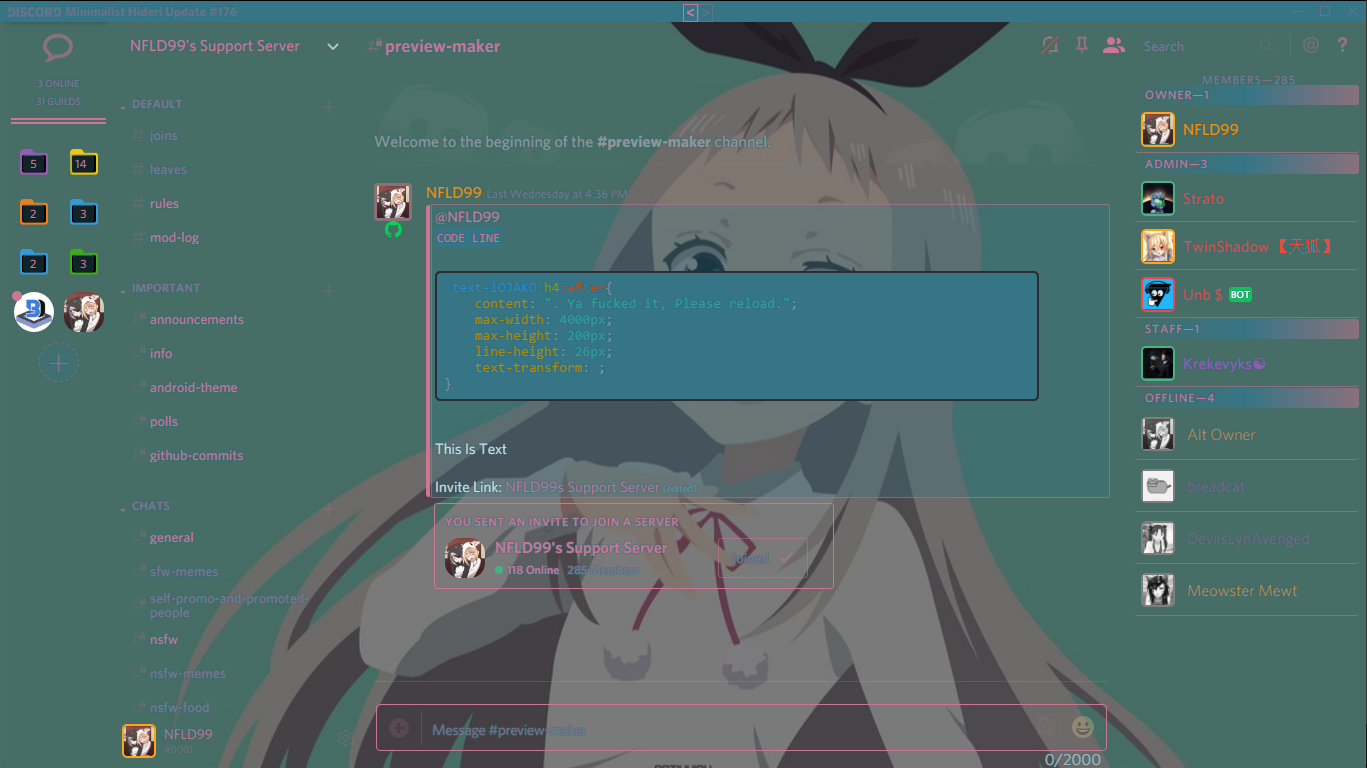 DISCORD Minimalist Hideri Update #176
< >
3 ONLINE
31 GUILDS
5
14
2
3
2
3
NFLD99's Support Server
DEFAULT
joins
leaves
rules
mod-log
IMPORTANT
announcements
info
android-theme
polls
github-commits
CHATS
general
sfw-memes
self-promo-and-promoted-
people
nsfw
nsfw-memes
nsfw-food
NFLD99
#0001
#preview-maker
Search
@ ?
Welcome to the beginning of the #preview-maker channel.
NFLD99 Last Wednesday at 4:36 PM
@NFLD99
CODE LINE
.text-iOJAKO h4:after{
content: ". Ya fucked it, Please reload.";
max-width: 4000px;
max-height: 200px;
line-height: 26px;
text-transform: ;
}
This Is Text
Invite Link: NFLD99s Support Server (edited)
YOU SENT AN INVITE TO JOIN A SERVER
NFLD99's Support Server
118 Online 285 Members
Joined
Message #preview-maker
0/2000
MEMBERS—285
OWNER—1
NFLD99
ADMIN—3
Strato
TwinShadow 【天狐】
Unb $ BOT
STAFF—1
Krekevyks☯
OFFLINE—4
Alt Owner
breadcat
DevilsLynAvenged
Meowster Mewt